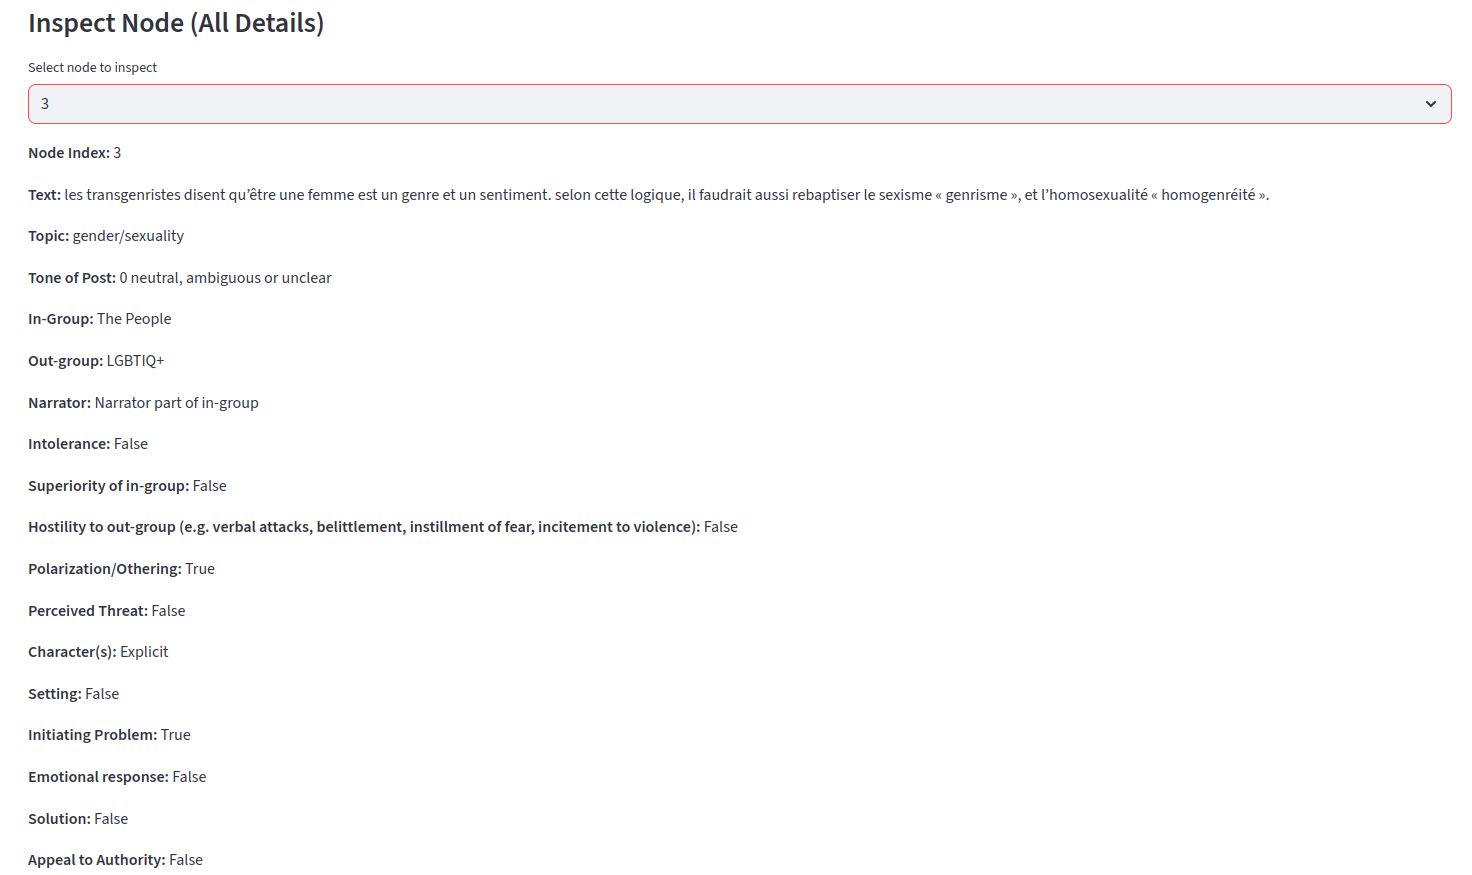 Inspect Node (All Details)
Select node to inspect
3
Node Index: 3
Text: les transgenristes disent qu’être une femme est un genre et un sentiment. selon cette logique, il faudrait aussi rebaptiser le sexisme « genrisme », et l’homosexualité « homogenréité ».
Topic: gender/sexuality
Tone of Post: 0 neutral, ambiguous or unclear
In-Group: The People
Out-group: LGBTIQ+
Narrator: Narrator part of in-group
Intolerance: False
Superiority of in-group: False
Hostility to out-group (e.g. verbal attacks, belittlement, instillment of fear, incitement to violence): False
Polarization/Othering: True
Perceived Threat: False
Character(s): Explicit
Setting: False
Initiating Problem: True
Emotional response: False
Solution: False
Appeal to Authority: False